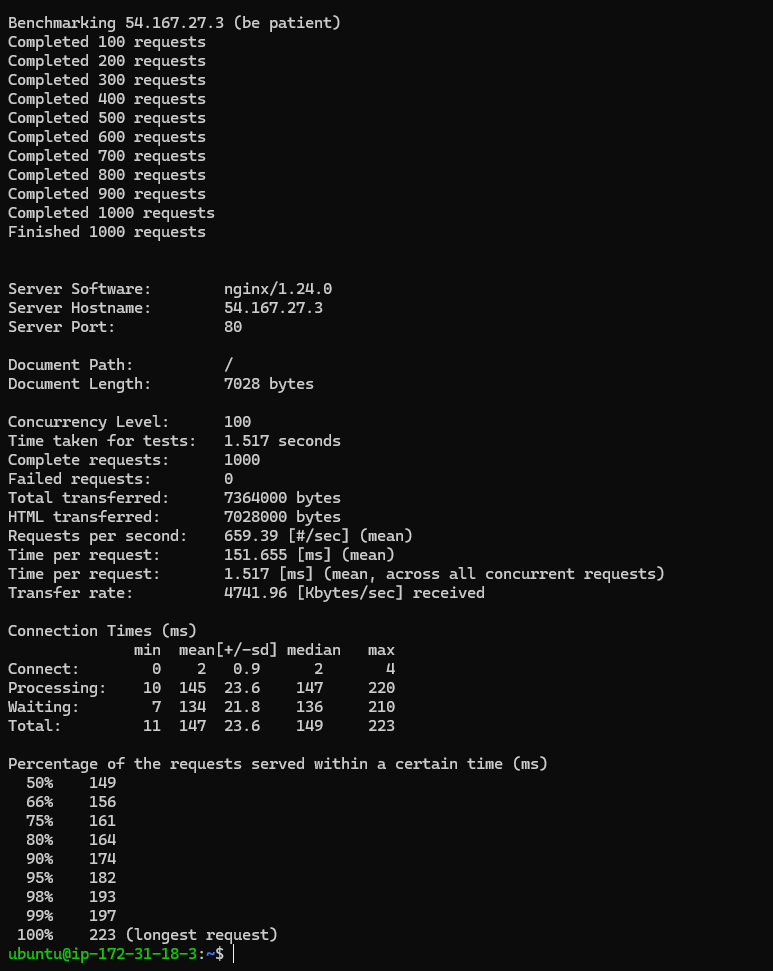 Benchmarking 54.167.27.3 (be patient)
Completed 100 requests
Completed 200 requests
Completed 300 requests
Completed 400 requests
Completed 500 requests
Completed 600 requests
Completed 700 requests
Completed 800 requests
Completed 900 requests
Completed 1000 requests
Finished 1000 requests


Server Software:        nginx/1.24.0
Server Hostname:        54.167.27.3
Server Port:            80

Document Path:          /
Document Length:        7028 bytes

Concurrency Level:      100
Time taken for tests:   1.517 seconds
Complete requests:      1000
Failed requests:        0
Total transferred:      7364000 bytes
HTML transferred:       7028000 bytes
Requests per second:    659.39 [#/sec] (mean)
Time per request:       151.655 [ms] (mean)
Time per request:       1.517 [ms] (mean, across all concurrent requests)
Transfer rate:          4741.96 [Kbytes/sec] received

Connection Times (ms)
              min  mean[+/-sd] median   max
Connect:        0    2   0.9      2       4
Processing:    10  145  23.6    147     220
Waiting:        7  134  21.8    136     210
Total:         11  147  23.6    149     223

Percentage of the requests served within a certain time (ms)
  50%    149
  66%    156
  75%    161
  80%    164
  90%    174
  95%    182
  98%    193
  99%    197
 100%    223 (longest request)
ubuntu@ip-172-31-18-3:~$